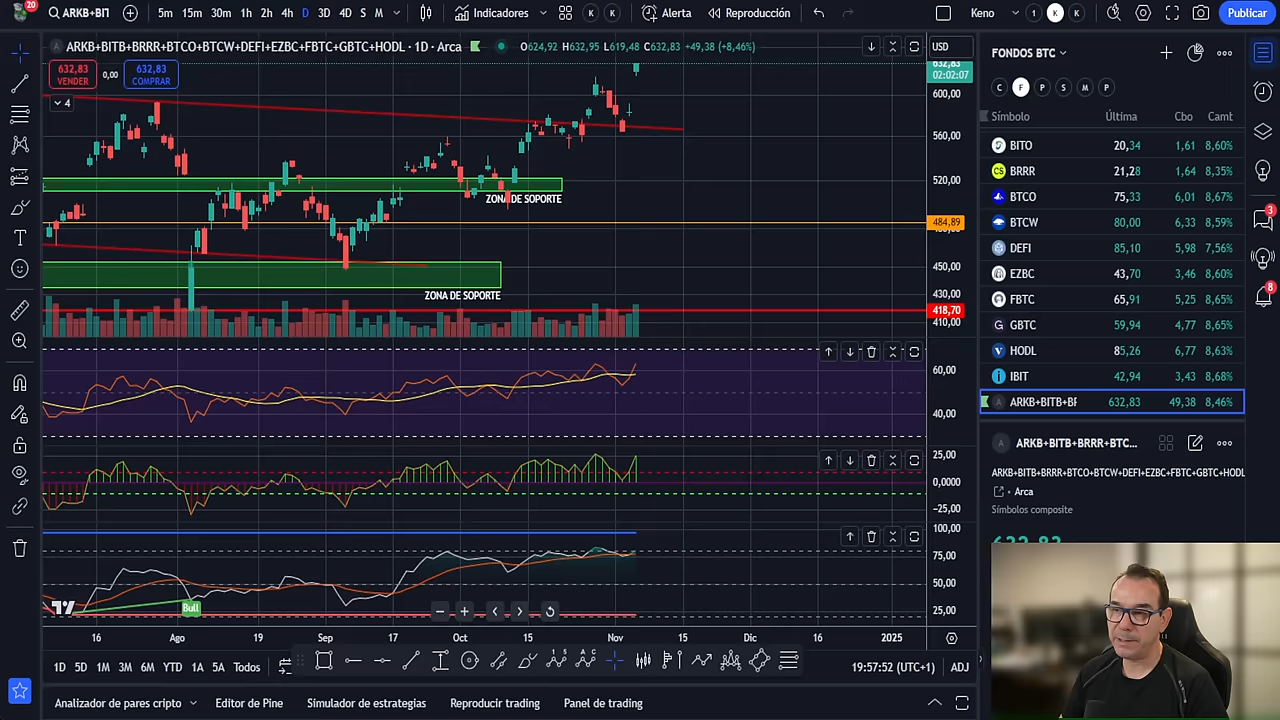 20
ARKB+BIT
5m 15m 30m 1h 2h 4h D 3D 4D S M
Indicadores
K K
Alerta
Reproducción
Keno
1 K K
Publicar
ARKB+BITB+BRRR+BTCO+BTCW+DEFI+EZBC+FBTC+GBTC+HODL · 1D · Arca
O624,92 H632,95 L619,48 C632,83 +49,38 (+8,46%)
USD
632,83
VENDER
0,00
632,83
COMPRAR
4
632,83
02:02:07
600,00
560,00
520,00
484,89
450,00
430,00
418,70
410,00
ZONA DE SOPORTE
ZONA DE SOPORTE
60,00
40,00
25,00
0,0000
−25,00
100,00
75,00
50,00
25,00
Bull
16 Ago 19 Sep 17 Oct 15 Nov 15 Dic 16 2025
1D 5D 1M 3M 6M YTD 1A 5A Todos
19:57:52 (UTC+1) ADJ
Analizador de pares cripto
Editor de Pine
Simulador de estrategias
Reproducir trading
Panel de trading
FONDOS BTC
C F P S M P
Símbolo Última Cbo Camt
BITO 20,34 1,61 8,60%
BRRR 21,28 1,64 8,35%
BTCO 75,33 6,01 8,67%
BTCW 80,00 6,33 8,59%
DEFI 85,10 5,98 7,56%
EZBC 43,70 3,46 8,60%
FBTC 65,91 5,25 8,65%
GBTC 59,94 4,77 8,65%
HODL 85,26 6,77 8,63%
IBIT 42,94 3,43 8,68%
ARKB+BITB+BF 632,83 49,38 8,46%
ARKB+BITB+BRRR+BTC...
ARKB+BITB+BRRR+BTCO+BTCW+DEFI+EZBC+FBTC+GBTC+HODL
Arca
Símbolos composite
632,83
3
8